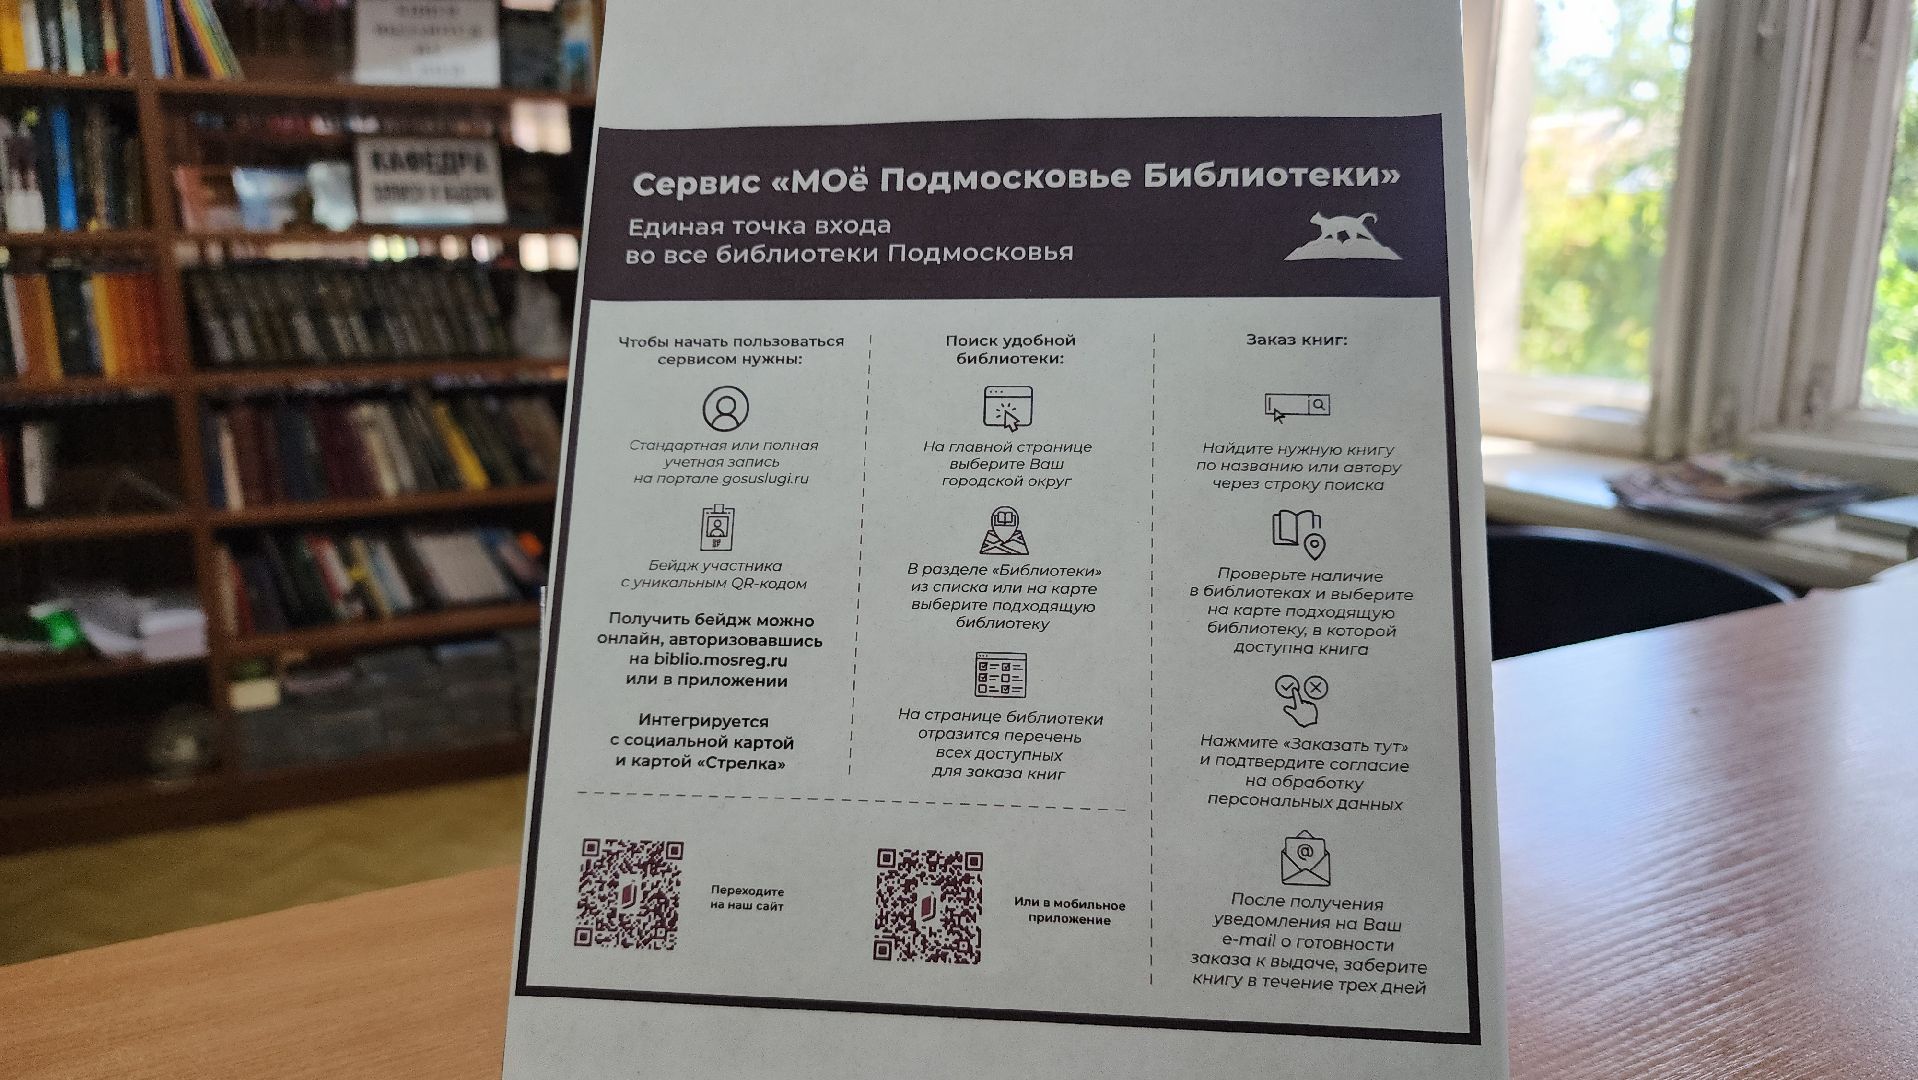 КАФЕДРА
Сервис «МОё Подмосковье Библиотеки»
Единая точка входа
во все библиотеки Подмосковья
Чтобы начать пользоваться
сервисом нужны:
Стандартная или полная
учетная запись
на портале gosuslugi.ru
Бейдж участника
с уникальным QR-кодом
Получить бейдж можно
онлайн, авторизовавшись
на biblio.mosreg.ru
или в приложении
Интегрируется
с социальной картой
и картой «Стрелка»
Поиск удобной
библиотеки:
На главной странице
выберите Ваш
городской округ
В разделе «Библиотеки»
из списка или на карте
выберите подходящую
библиотеку
На странице библиотеки
отразится перечень
всех доступных
для заказа книг
Заказ книг:
Найдите нужную книгу
по названию или автору
через строку поиска
Проверьте наличие
в библиотеках и выберите
на карте подходящую
библиотеку, в которой
доступна книга
Нажмите «Заказать тут»
и подтвердите согласие
на обработку
персональных данных
@
После получения
уведомления на Ваш
e-mail о готовности
заказа к выдаче, заберите
книгу в течение трех дней
Переходите
на наш сайт
Или в мобильное
приложение